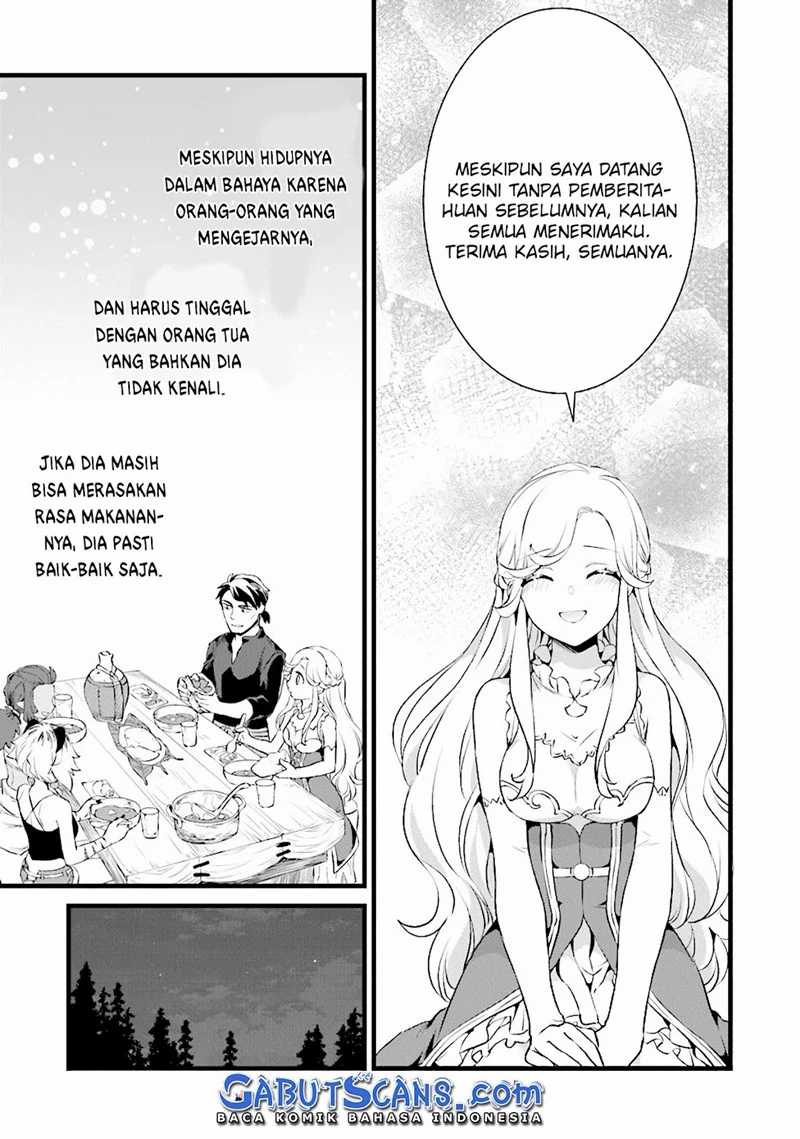 MESKIPUN SAYA DATANG
KESINI TANPA PEMBERITA-
HUAN SEBELUMNYA, KALIAN
SEMUA MENERIMAKU.
TERIMA KASIH, SEMUANYA.
MESKIPUN HIDUPNYA
DALAM BAHAYA KARENA
ORANG-ORANG YANG
MENGEJARNYA,
DAN HARUS TINGGAL
DENGAN ORANG TUA
YANG BAHKAN DIA
TIDAK KENALI.
JIKA DIA MASIH
BISA MERASAKAN
RASA MAKANAN-
NYA, DIA PASTI
BAIK-BAIK SAJA.
GABUTSCANS.COM
BACA KOMIK BAHASA INDONESIA